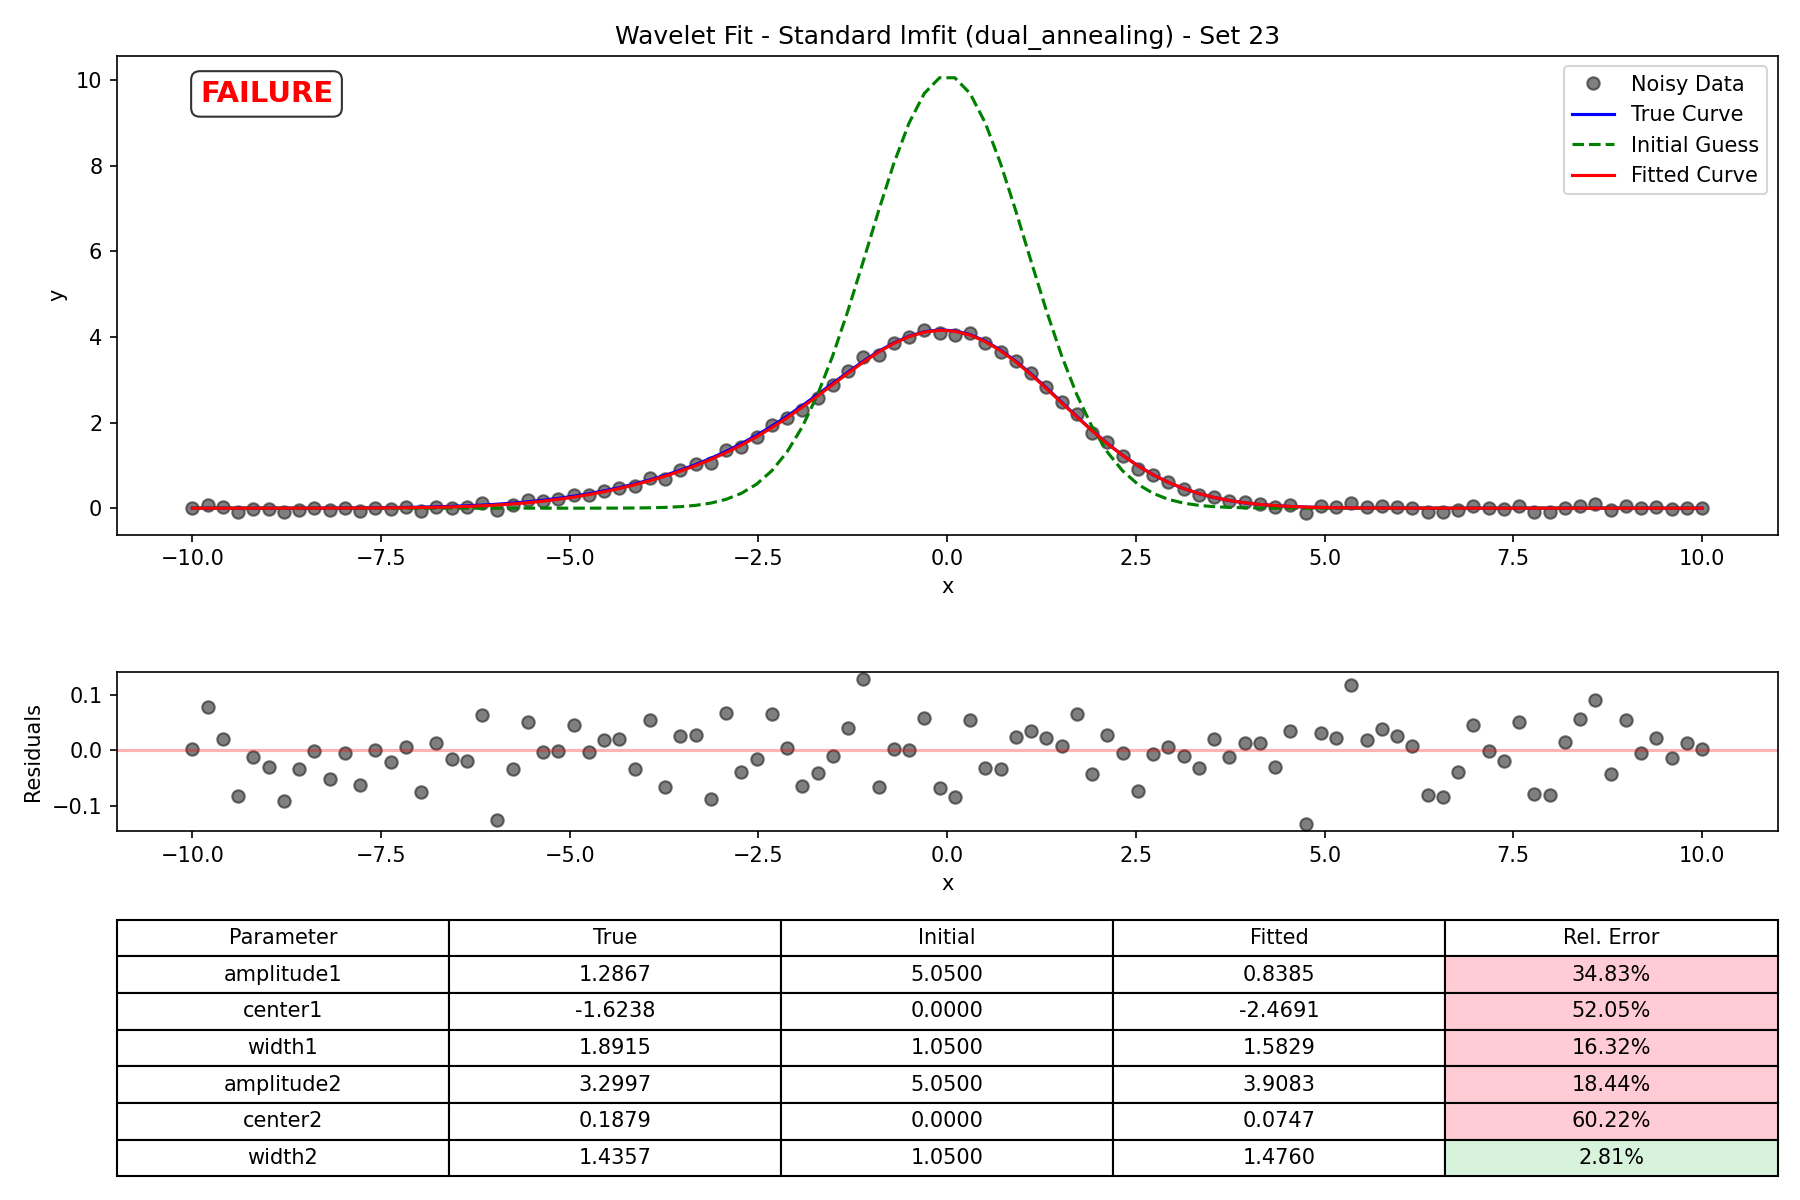 Wavelet Fit - Standard lmfit (dual_annealing) - Set 23
FAILURE
Noisy Data
True Curve
Initial Guess
Fitted Curve
10
8
6
4
2
0
y
−10.0 −7.5 −5.0 −2.5 0.0 2.5 5.0 7.5 10.0
x
0.1
0.0
−0.1
Residuals
−10.0 −7.5 −5.0 −2.5 0.0 2.5 5.0 7.5 10.0
x
Parameter True Initial Fitted Rel. Error
amplitude1 1.2867 5.0500 0.8385 34.83%
center1 -1.6238 0.0000 -2.4691 52.05%
width1 1.8915 1.0500 1.5829 16.32%
amplitude2 3.2997 5.0500 3.9083 18.44%
center2 0.1879 0.0000 0.0747 60.22%
width2 1.4357 1.0500 1.4760 2.81%